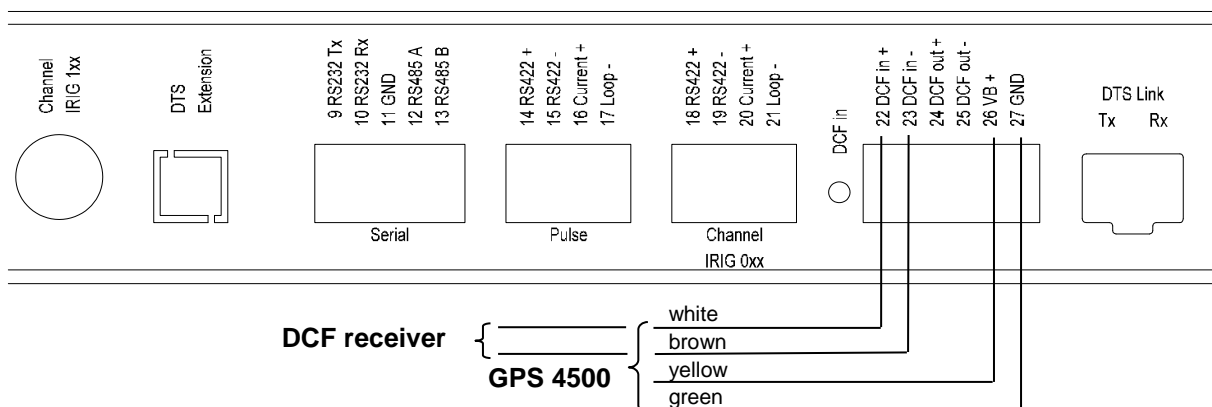 Channel
IRIG 1xx
DTS
Extension
9 RS232 Tx
10 RS232 Rx
11 GND
12 RS485 A
13 RS485 B
Serial
14 RS422 +
15 RS422 -
16 Current +
17 Loop -
Pulse
18 RS422 +
19 RS422 -
20 Current +
21 Loop -
Channel
IRIG 0xx
DCF in
22 DCF in +
23 DCF in -
24 DCF out +
25 DCF out -
26 VB +
27 GND
DTS Link
Tx Rx
DCF receiver
GPS 4500
white
brown
yellow
green